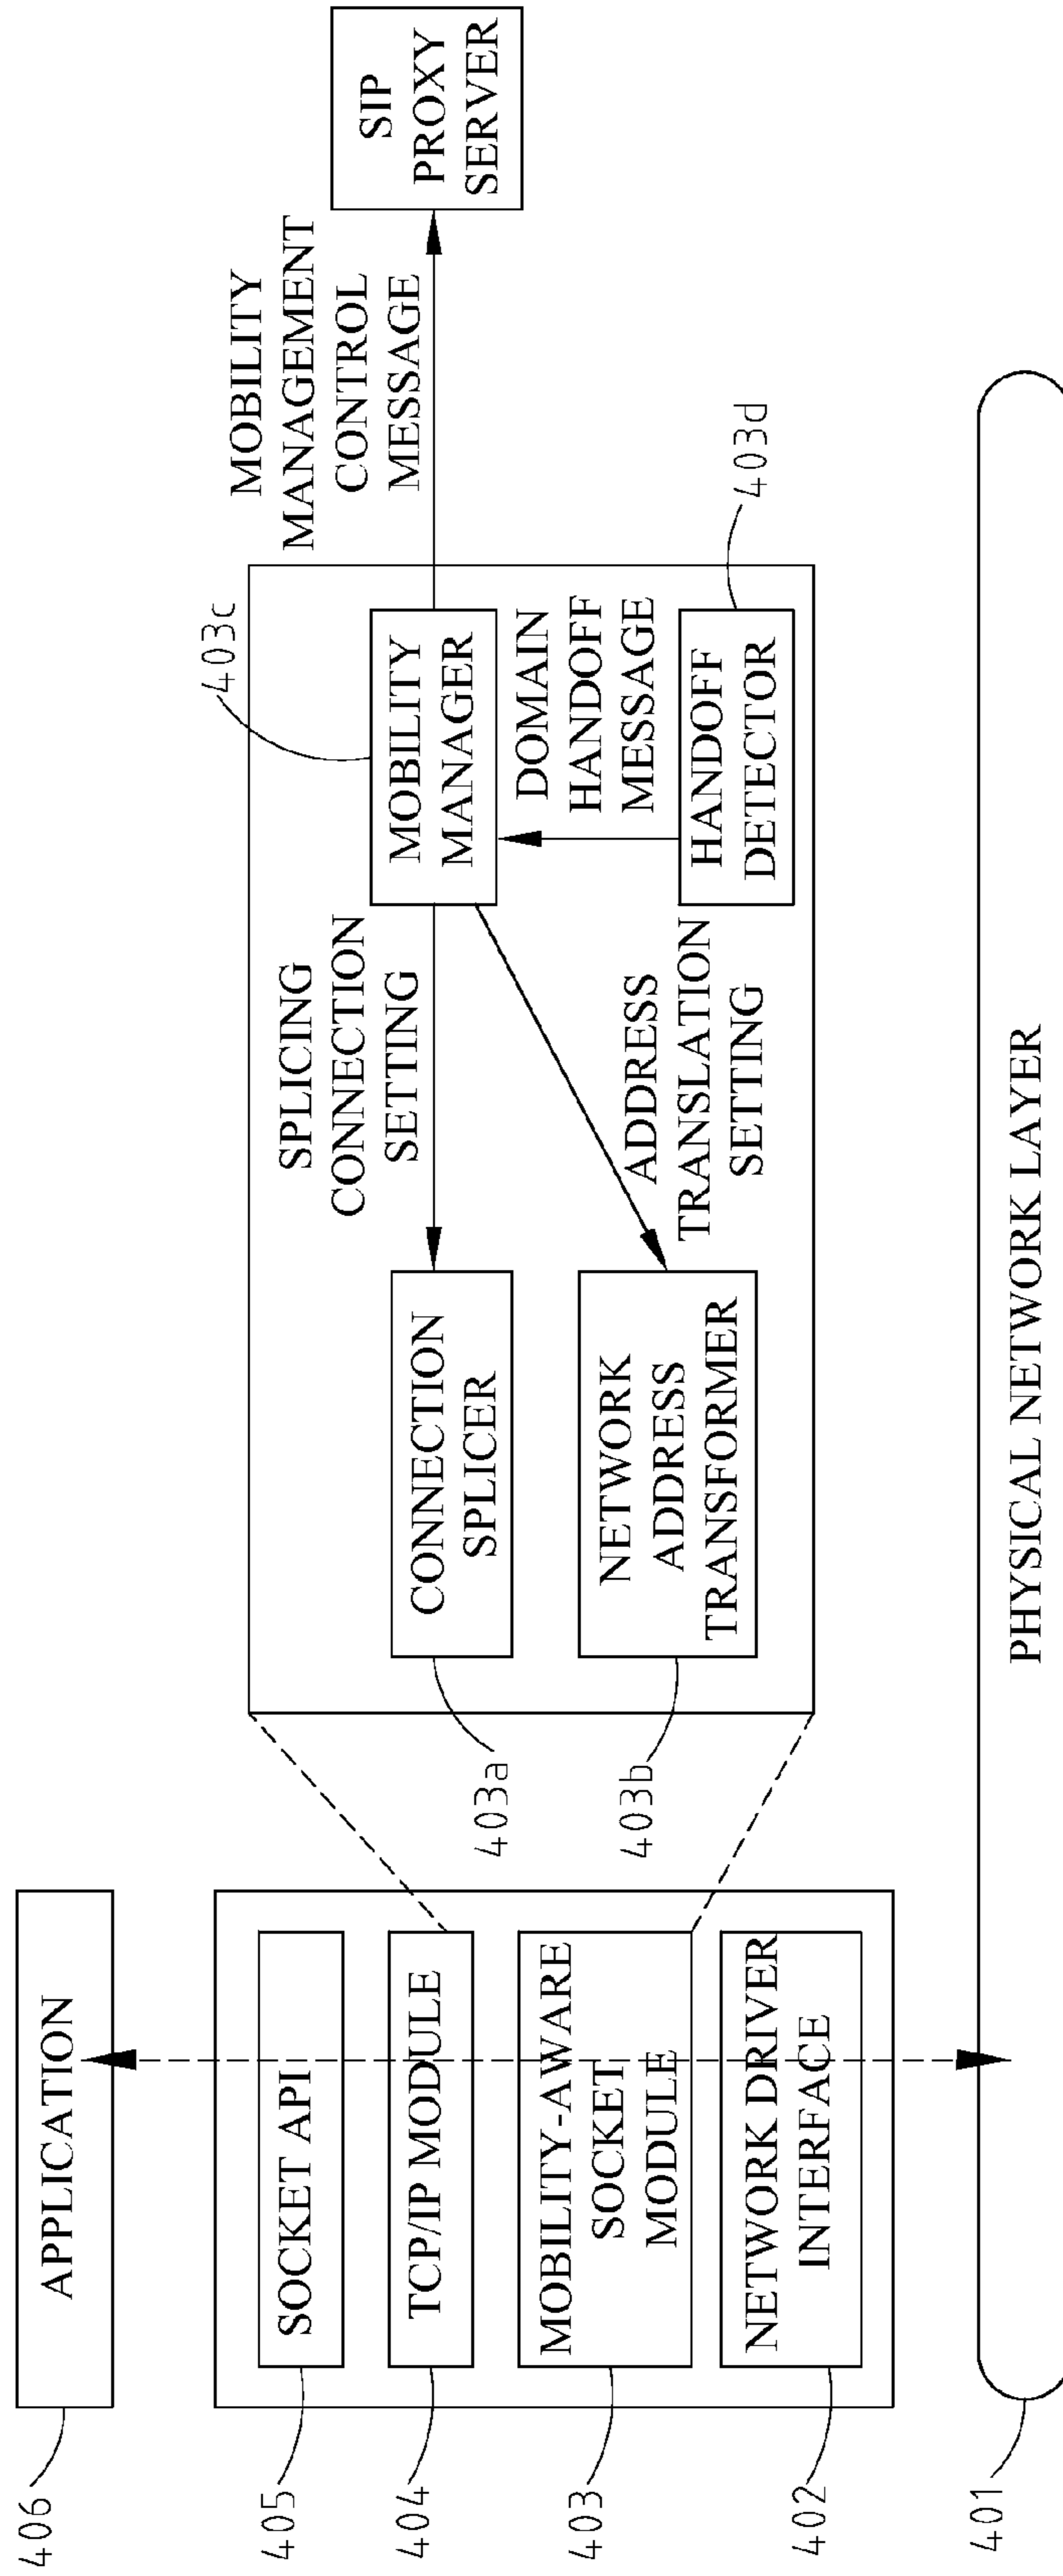 406
APPLICATION
405
SOCKET API
404
TCP/IP MODULE
403
MOBILITY-AWARE
SOCKET
MODULE
402
NETWORK DRIVER
INTERFACE
401
PHYSICAL NETWORK LAYER
403a
CONNECTION
SPLICER
403b
NETWORK
ADDRESS
TRANSFORMER
SPLICING
CONNECTION
SETTING
ADDRESS
TRANSLATION
SETTING
403c
MOBILITY
MANAGER
DOMAIN
HANDOFF
MESSAGE
HANDOFF
DETECTOR
403d
MOBILITY
MANAGEMENT
CONTROL
MESSAGE
SIP
PROXY
SERVER